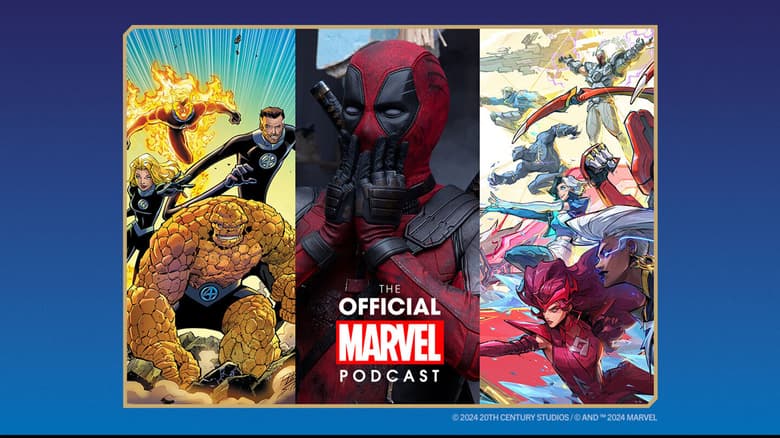 THE
OFFICIAL
MARVEL
PODCAST
© 2024 20TH CENTURY STUDIOS / © AND ™ 2024 MARVEL